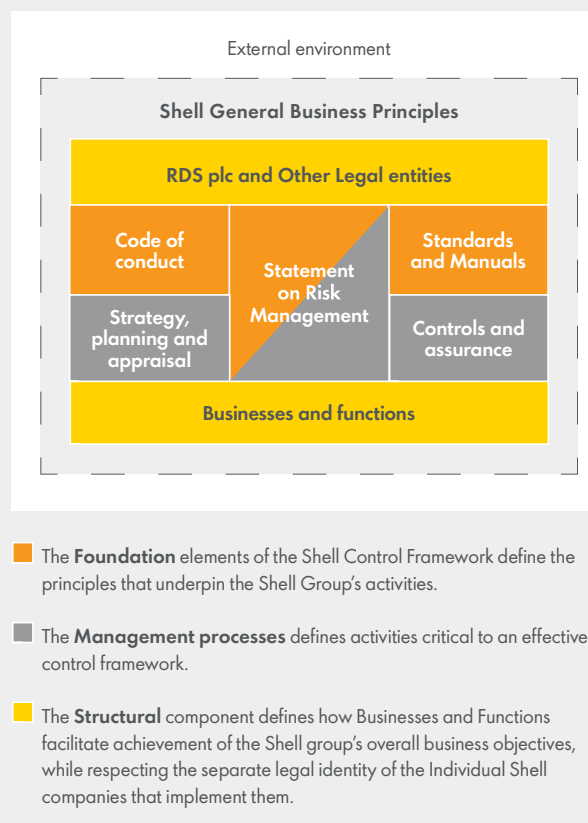 External environment
Shell General Business Principles
RDS plc and Other Legal entities
Code of
conduct
Statement
on Risk
Management
Standards
and Manuals
Strategy,
planning and
appraisal
Controls and
assurance
Businesses and functions
The Foundation elements of the Shell Control Framework define the
principles that underpin the Shell Group's activities.
The Management processes defines activities critical to an effective
control framework.
The Structural component defines how Businesses and Functions
facilitate achievement of the Shell group's overall business objectives,
while respecting the separate legal identity of the Individual Shell
companies that implement them.